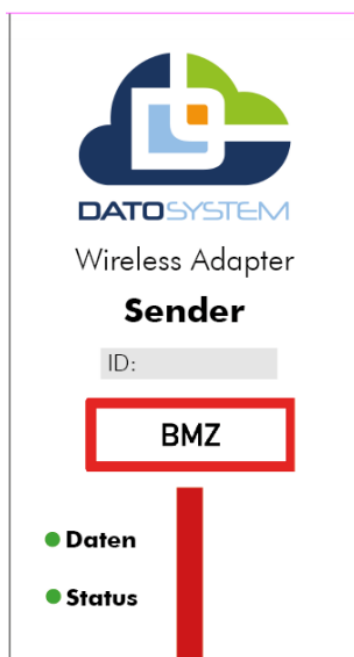 DATOSYSTEM
Wireless Adapter
Sender
ID:
BMZ
Daten
Status